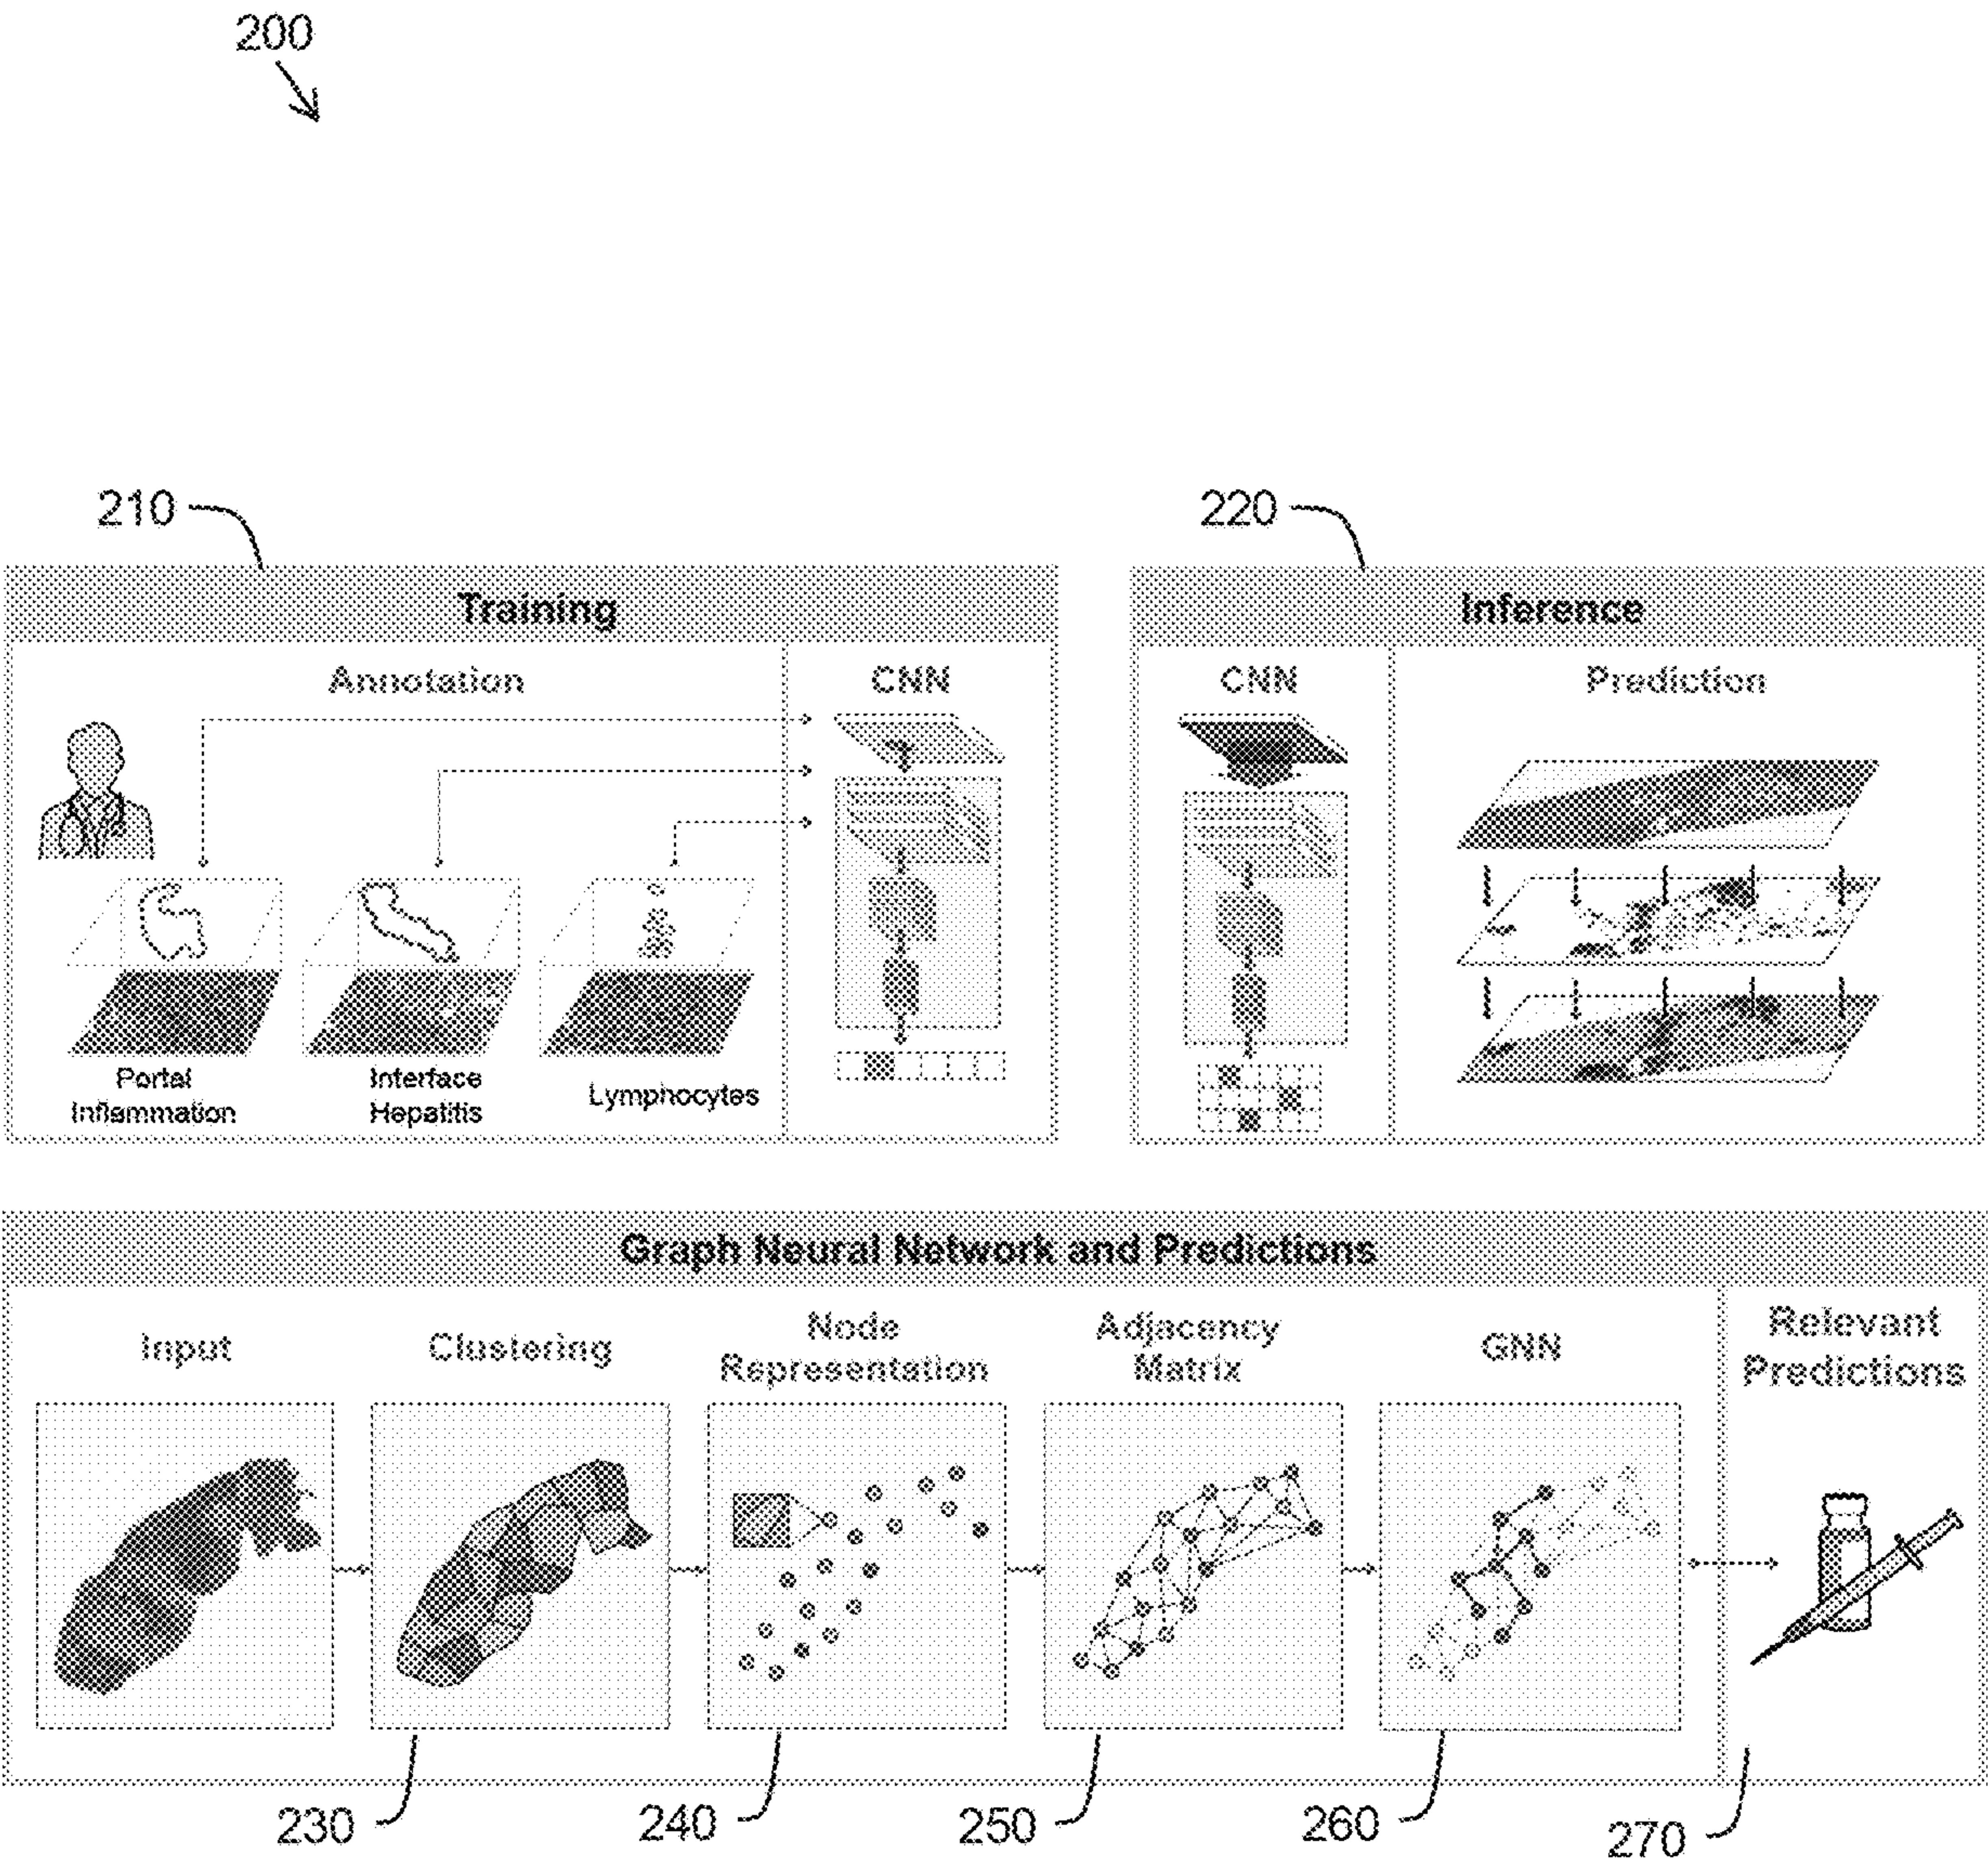 200
210
220
Training
Inference
Annotation
CNN
CNN
Prediction
Portal
Inflammation
Interface
Hepatitis
Lymphocytes
Graph Neural Network and Predictions
Input
Clustering
Node
Representation
Adjacency
Matrix
GNN
Relevant
Predictions
230
240
250
260
270